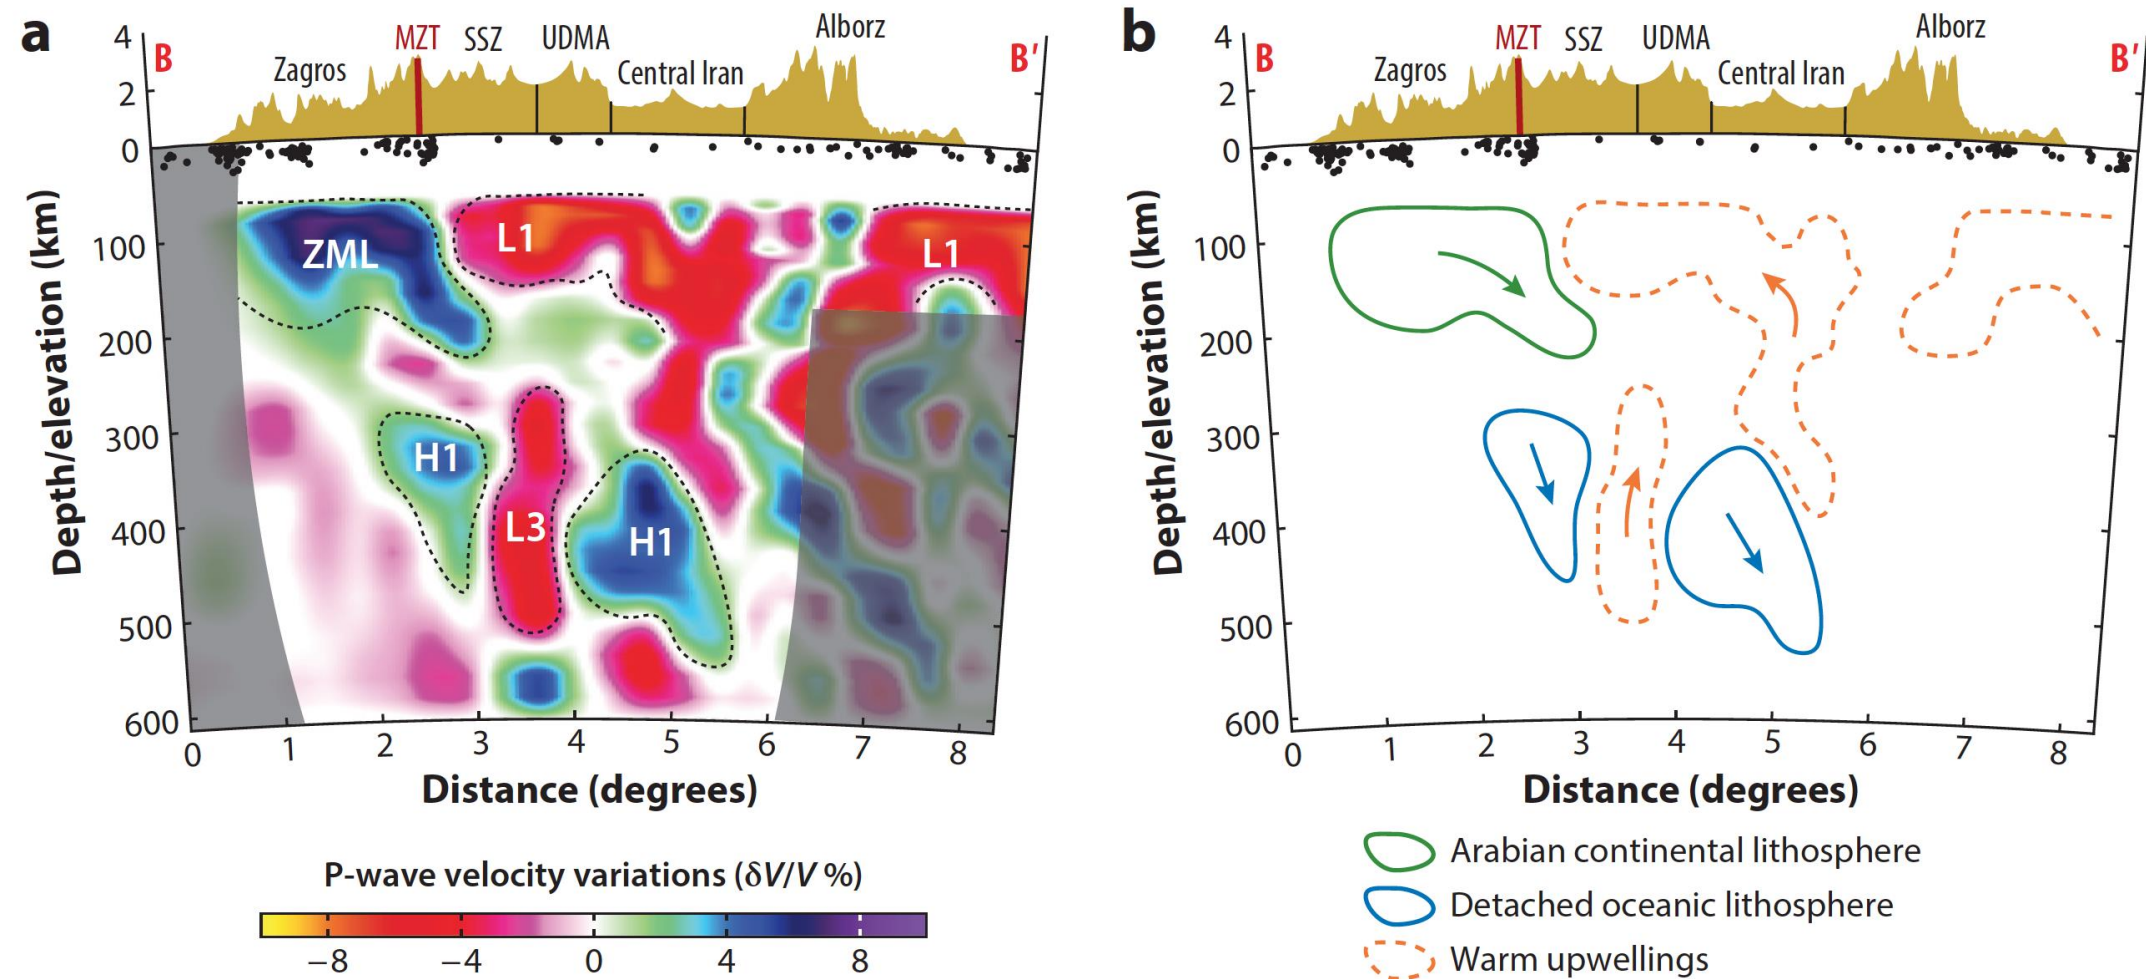 a
4
2
0
100
200
300
400
500
600
Depth/elevation (km)
B
Zagros
MZT
SSZ
UDMA
Central Iran
Alborz
B′
ZML
L1
L1
H1
L3
H1
0 1 2 3 4 5 6 7 8
Distance (degrees)
P-wave velocity variations (δV/V %)
−8 −4 0 4 8
b
4
2
0
100
200
300
400
500
600
Depth/elevation (km)
B
Zagros
MZT
SSZ
UDMA
Central Iran
Alborz
B′
0 1 2 3 4 5 6 7 8
Distance (degrees)
Arabian continental lithosphere
Detached oceanic lithosphere
Warm upwellings